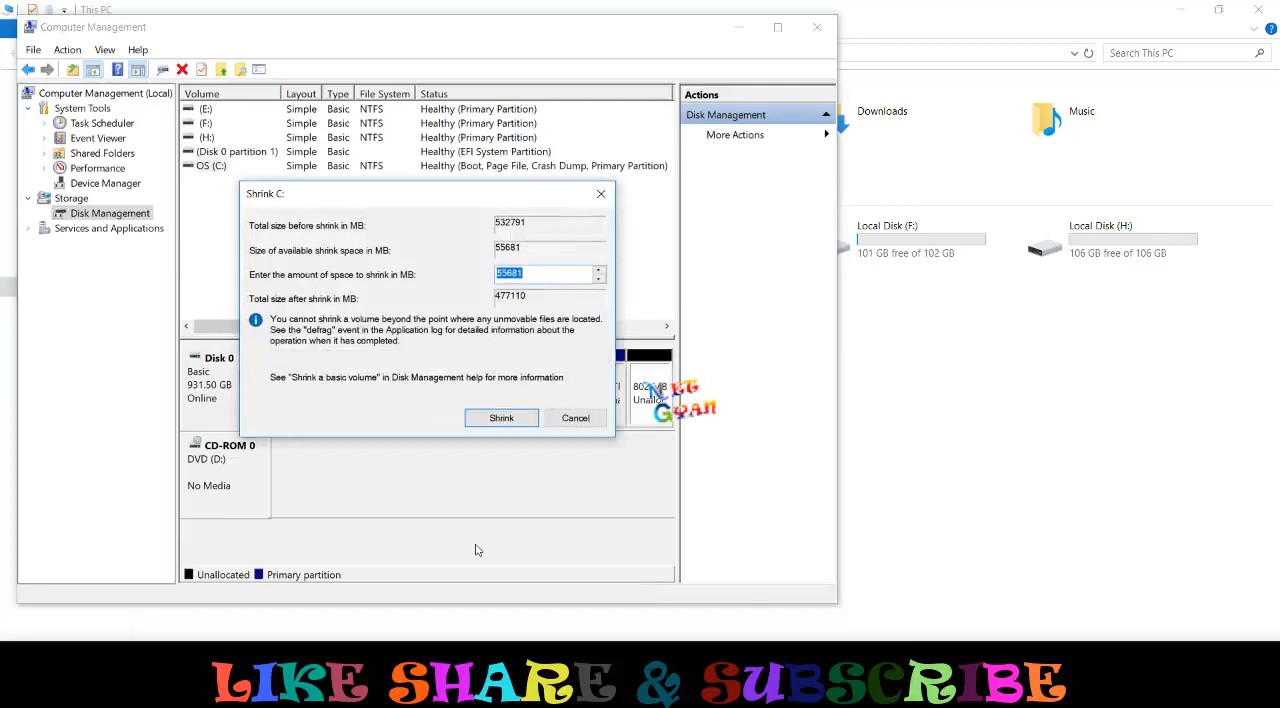 This PC
Computer Management
File Action View Help
Search This PC
Computer Management (Local)
System Tools
Task Scheduler
Event Viewer
Shared Folders
Performance
Device Manager
Storage
Disk Management
Services and Applications
Volume Layout Type File System Status
(E:) Simple Basic NTFS Healthy (Primary Partition)
(F:) Simple Basic NTFS Healthy (Primary Partition)
(H:) Simple Basic NTFS Healthy (Primary Partition)
(Disk 0 partition 1) Simple Basic Healthy (EFI System Partition)
OS (C:) Simple Basic NTFS Healthy (Boot, Page File, Crash Dump, Primary Partition)
Actions
Disk Management
More Actions
Downloads
Music
Local Disk (F:)
101 GB free of 102 GB
Local Disk (H:)
106 GB free of 106 GB
Shrink C:
Total size before shrink in MB: 532791
Size of available shrink space in MB: 55681
Enter the amount of space to shrink in MB: 55681
Total size after shrink in MB: 477110
You cannot shrink a volume beyond the point where any unmovable files are located.
See the "defrag" event in the Application log for detailed information about the
operation when it has completed.
See "Shrink a basic volume" in Disk Management help for more information
Shrink Cancel
Disk 0
Basic
931.50 GB
Online
NET
GYAN
CD-ROM 0
DVD (D:)
No Media
Unallocated Primary partition
LIKE SHARE & SUBSCRIBE